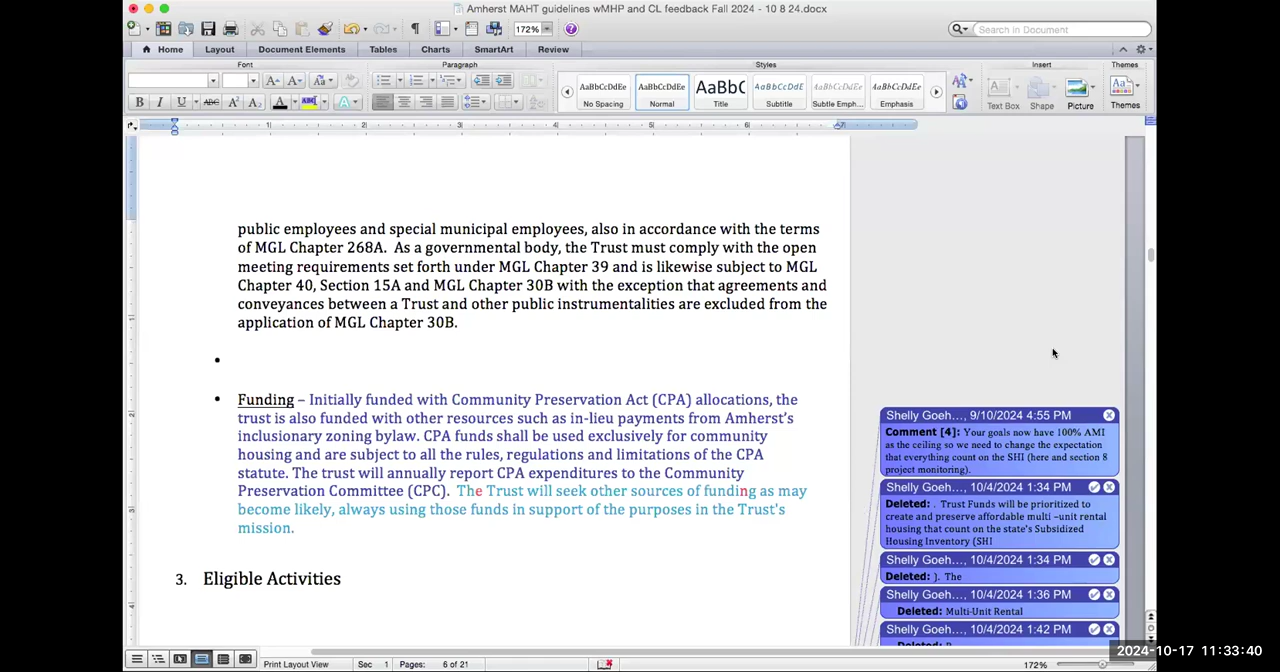 Amherst MAHT guidelines wMHP and CL feedback Fall 2024 - 10 8 24.docx
172%
Search in Document
Home Layout Document Elements Tables Charts SmartArt Review
Font Paragraph Styles Insert Themes
AaBbCcDdEe AaBbCcDdEe AaBbC AaBbCcDdE AaBbCcDdEe AaBbCcDdEe
No Spacing Normal Title Subtitle Subtle Emph... Emphasis Text Box Shape Picture Themes
public employees and special municipal employees, also in accordance with the terms
of MGL Chapter 268A. As a governmental body, the Trust must comply with the open
meeting requirements set forth under MGL Chapter 39 and is likewise subject to MGL
Chapter 40, Section 15A and MGL Chapter 30B with the exception that agreements and
conveyances between a Trust and other public instrumentalities are excluded from the
application of MGL Chapter 30B.
•
• Funding – Initially funded with Community Preservation Act (CPA) allocations, the
trust is also funded with other resources such as in-lieu payments from Amherst's
inclusionary zoning bylaw. CPA funds shall be used exclusively for community
housing and are subject to all the rules, regulations and limitations of the CPA
statute. The trust will annually report CPA expenditures to the Community
Preservation Committee (CPC). The Trust will seek other sources of funding as may
become likely, always using those funds in support of the purposes in the Trust's
mission.
3. Eligible Activities
Shelly Goeh..., 9/10/2024 4:55 PM
Comment [4]: Your goals now have 100% AMI
as the ceiling so we need to change the expectation
that everything count on the SHI (here and section 8
project monitoring).
Shelly Goeh..., 10/4/2024 1:34 PM
Deleted: . Trust Funds will be prioritized to
create and preserve affordable multi –unit rental
housing that count on the state's Subsidized
Housing Inventory (SHI
Shelly Goeh..., 10/4/2024 1:34 PM
Deleted: ). The
Shelly Goeh..., 10/4/2024 1:36 PM
Deleted: Multi-Unit Rental
Shelly Goeh..., 10/4/2024 1:42 PM
Print Layout View Sec 1 Pages: 6 of 21 172%
2024-10-17 11:33:40